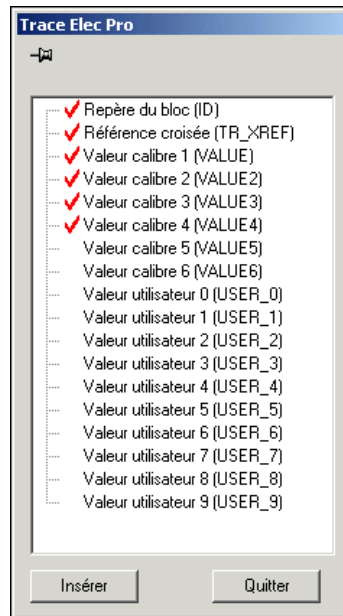 Trace Elec Pro
Repère du bloc (ID)
Référence croisée (TR_XREF)
Valeur calibre 1 (VALUE)
Valeur calibre 2 (VALUE2)
Valeur calibre 3 (VALUE3)
Valeur calibre 4 (VALUE4)
Valeur calibre 5 (VALUE5)
Valeur calibre 6 (VALUE6)
Valeur utilisateur 0 (USER_0)
Valeur utilisateur 1 (USER_1)
Valeur utilisateur 2 (USER_2)
Valeur utilisateur 3 (USER_3)
Valeur utilisateur 4 (USER_4)
Valeur utilisateur 5 (USER_5)
Valeur utilisateur 6 (USER_6)
Valeur utilisateur 7 (USER_7)
Valeur utilisateur 8 (USER_8)
Valeur utilisateur 9 (USER_9)
Insérer Quitter